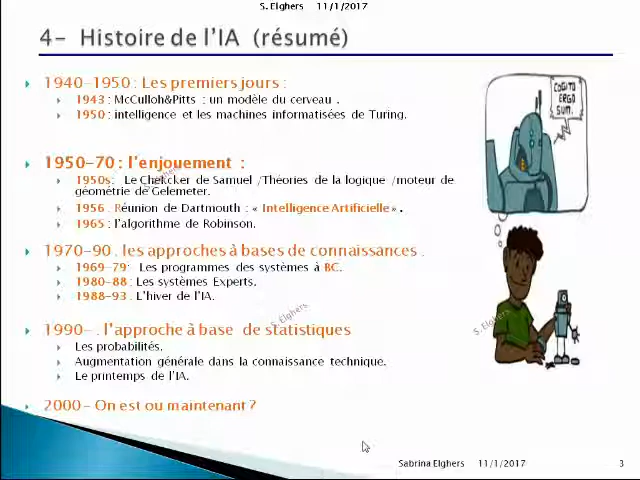 S. Elghers 11/1/2017
4- Histoire de l'IA (résumé)
1940-1950 : Les premiers jours :
1943 : McCulloh&Pitts : un modèle du cerveau .
1950 : intelligence et les machines informatisées de Turing.
COGITO
ERGO
SUM.
1950-70 : l'enjouement :
1950s: Le Chekcker de Samuel /Théories de la logique /moteur de
géométrie de Gelemeter.
1956 : Réunion de Dartmouth : « Intelligence Artificielle » .
1965 : l'algorithme de Robinson.
1970-90 : les approches à bases de connaissances .
1969-79: Les programmes des systèmes à BC.
1980-88 : Les systèmes Experts.
1988-93 : L'hiver de l'IA.
1990- . l'approche à base de statistiques
Les probabilités.
Augmentation générale dans la connaissance technique.
Le printemps de l'IA.
2000- On est ou maintenant ?
S. Elghers
S. Elghers
S. Elghers
Sabrina Elghers 11/1/2017 3